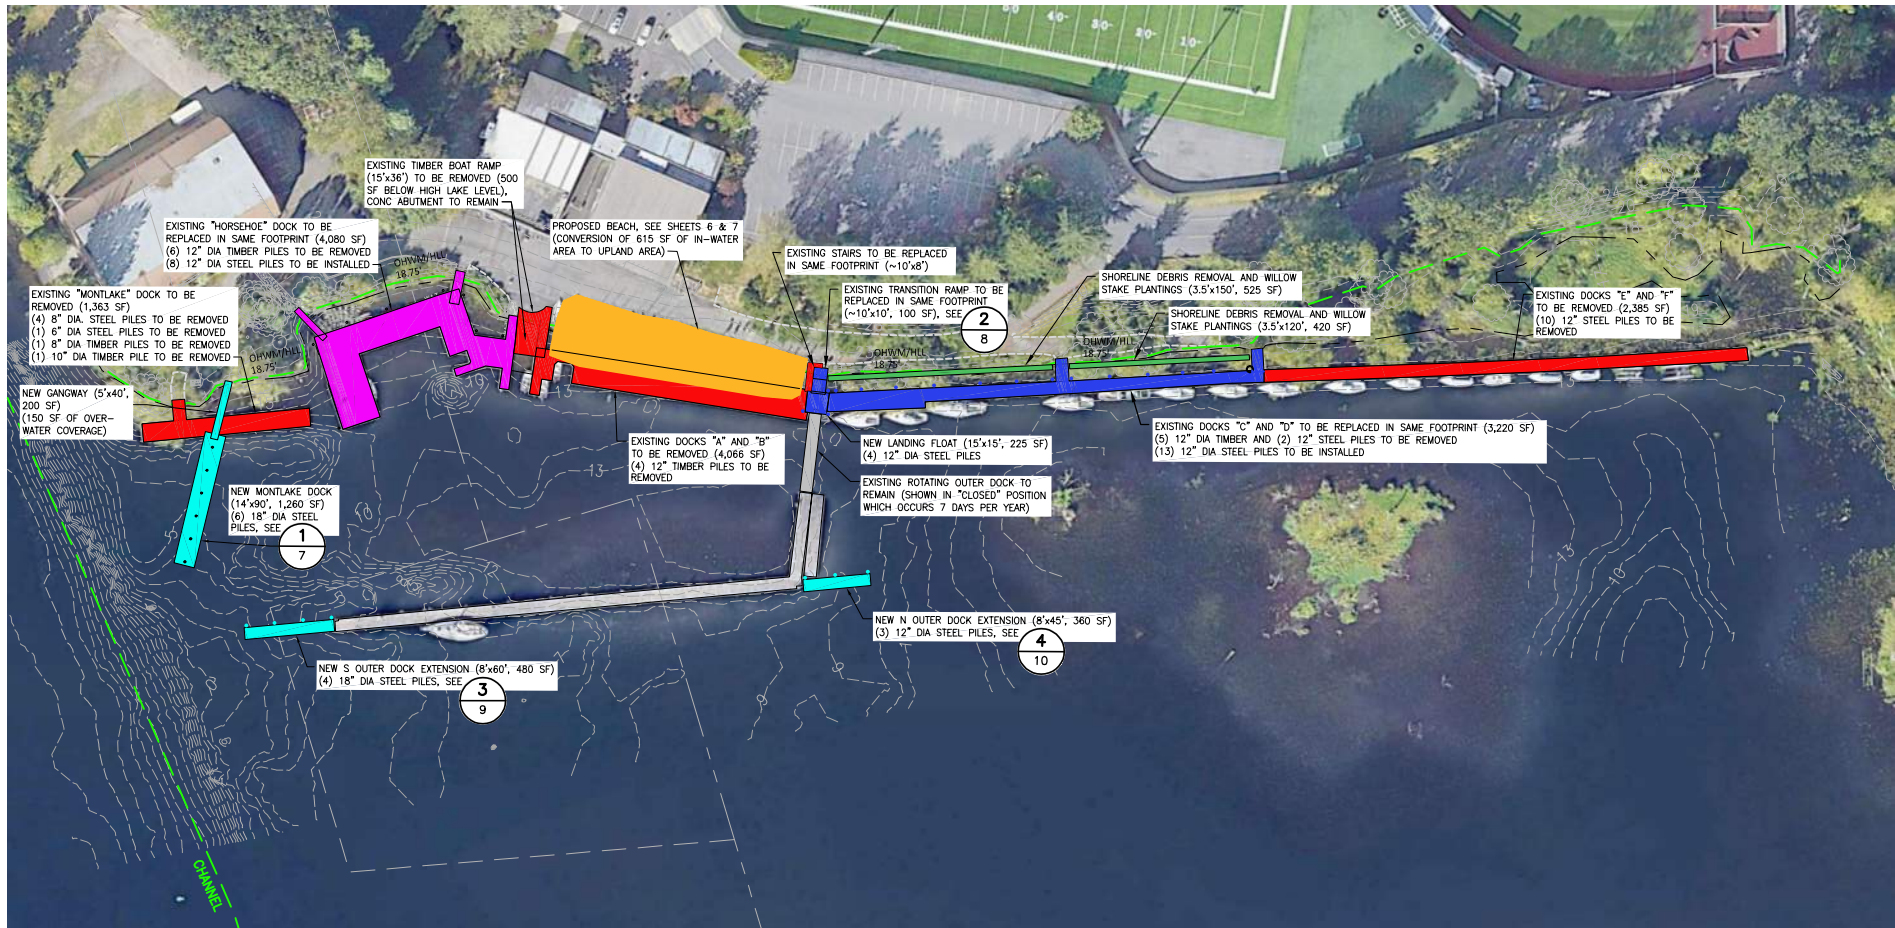 EXISTING TIMBER BOAT RAMP
(15'x36') TO BE REMOVED (500
SF BELOW HIGH LAKE LEVEL),
CONC ABUTMENT TO REMAIN
EXISTING "HORSEHOE" DOCK TO BE
REPLACED IN SAME FOOTPRINT (4,080 SF)
(6) 12" DIA TIMBER PILES TO BE REMOVED
(8) 12" DIA STEEL PILES TO BE INSTALLED
PROPOSED BEACH, SEE SHEETS 6 & 7
(CONVERSION OF 615 SF OF IN-WATER
AREA TO UPLAND AREA)
EXISTING STAIRS TO BE REPLACED
IN SAME FOOTPRINT (~10'x8')
EXISTING TRANSITION RAMP TO BE
REPLACED IN SAME FOOTPRINT
(~10'x10', 100 SF), SEE
2
8
SHORELINE DEBRIS REMOVAL AND WILLOW
STAKE PLANTINGS (3.5'x150', 525 SF)
SHORELINE DEBRIS REMOVAL AND WILLOW
STAKE PLANTINGS (3.5'x120', 420 SF)
EXISTING DOCKS "E" AND "F"
TO BE REMOVED (2,385 SF)
(10) 12" STEEL PILES TO BE
REMOVED
EXISTING "MONTLAKE" DOCK TO BE
REMOVED (1,363 SF)
(4) 8" DIA. STEEL PILES TO BE REMOVED
(1) 6" DIA STEEL PILES TO BE REMOVED
(1) 8" DIA TIMBER PILES TO BE REMOVED
(1) 10" DIA TIMBER PILE TO BE REMOVED
OHWM/HLL
18.75'
OHWM/HLL
18.75'
OHWM/HLL
18.75'
OHWM/HLL
18.75'
NEW GANGWAY (5'x40',
200 SF)
(150 SF OF OVER-
WATER COVERAGE)
EXISTING DOCKS "A" AND "B"
TO BE REMOVED (4,066 SF)
(4) 12" TIMBER PILES TO BE
REMOVED
NEW LANDING FLOAT (15'x15', 225 SF)
(4) 12" DIA STEEL PILES
EXISTING DOCKS "C" AND "D" TO BE REPLACED IN SAME FOOTPRINT (3,220 SF)
(5) 12" DIA TIMBER AND (2) 12" STEEL PILES TO BE REMOVED
(13) 12" DIA STEEL PILES TO BE INSTALLED
EXISTING ROTATING OUTER DOCK TO
REMAIN (SHOWN IN "CLOSED" POSITION
WHICH OCCURS 7 DAYS PER YEAR)
NEW MONTLAKE DOCK
(14'x90', 1,260 SF)
(6) 18" DIA STEEL
PILES, SEE
1
7
NEW N OUTER DOCK EXTENSION (8'x45', 360 SF)
(3) 12" DIA STEEL PILES, SEE
4
10
NEW S OUTER DOCK EXTENSION (8'x60', 480 SF)
(4) 18" DIA STEEL PILES, SEE
3
9
CHANNEL